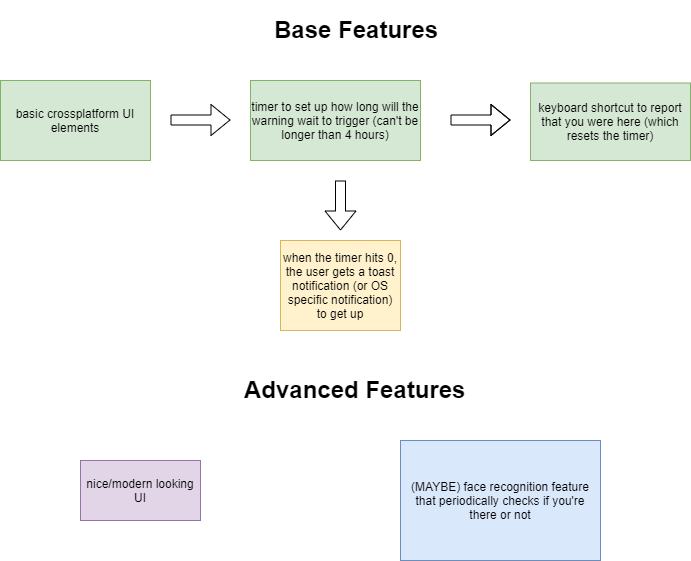 Base Features
basic crossplatform UI
elements
timer to set up how long will the
warning wait to trigger (can't be
longer than 4 hours)
keyboard shortcut to report
that you were here (which
resets the timer)
when the timer hits 0,
the user gets a toast
notification (or OS
specific notification)
to get up
Advanced Features
nice/modern looking
UI
(MAYBE) face recognition feature
that periodically checks if you're
there or not